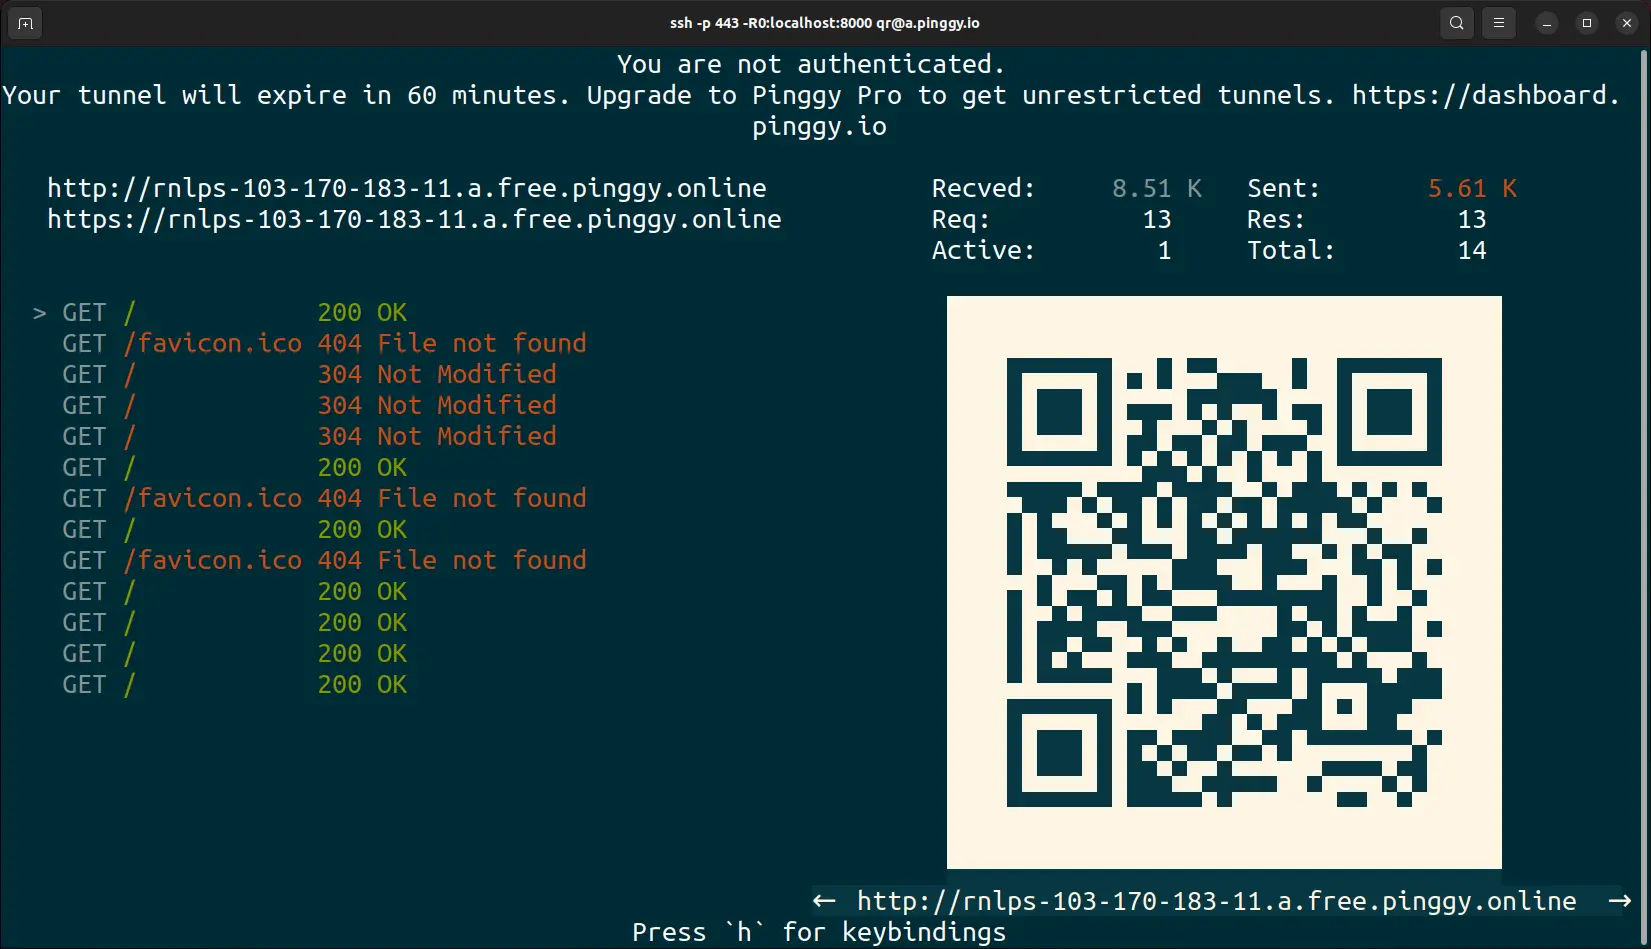 ssh -p 443 -R0:localhost:8000 qr@a.pinggy.io
You are not authenticated.
Your tunnel will expire in 60 minutes. Upgrade to Pinggy Pro to get unrestricted tunnels. https://dashboard.
pinggy.io
http://rnlps-103-170-183-11.a.free.pinggy.online
https://rnlps-103-170-183-11.a.free.pinggy.online
Recved: 8.51 K Sent: 5.61 K
Req: 13 Res: 13
Active: 1 Total: 14
> GET / 200 OK
GET /favicon.ico 404 File not found
GET / 304 Not Modified
GET / 304 Not Modified
GET / 304 Not Modified
GET / 200 OK
GET /favicon.ico 404 File not found
GET / 200 OK
GET /favicon.ico 404 File not found
GET / 200 OK
GET / 200 OK
GET / 200 OK
GET / 200 OK
← http://rnlps-103-170-183-11.a.free.pinggy.online →
Press `h` for keybindings